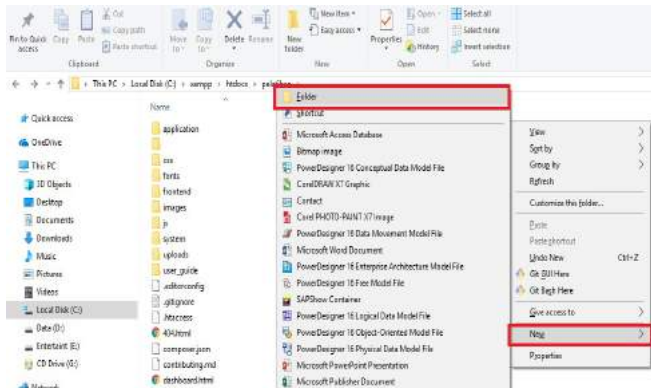 Cut
Copy path
Paste shortcut
Pin to Quick access
Copy
Paste
Move to
Copy to
Delete
Rename
New folder
New item
Easy access
Properties
Open
Edit
History
Select all
Select none
Invert selection
Clipboard
Organize
New
Open
Select
This PC > Local Disk (C:) > xampp > htdocs >
Name
Quick access
OneDrive
This PC
3D Objects
Desktop
Documents
Downloads
Music
Pictures
Videos
Local Disk (C:)
Data (D:)
Entertaint (E:)
CD Drive (G:)
Network
application
css
fonts
frontend
images
js
system
uploads
user_guide
.editorconfig
.gitignore
.htaccess
404.html
composer.json
contributing.md
dashboard.html
Folder
Shortcut
Microsoft Access Database
Bitmap image
PowerDesigner 16 Conceptual Data Model File
CorelDRAW X7 Graphic
Contact
Corel PHOTO-PAINT X7 Image
PowerDesigner 16 Data Movement Model File
Microsoft Word Document
PowerDesigner 16 Enterprise Architecture Model File
PowerDesigner 16 Free Model File
SAPShow Container
PowerDesigner 16 Logical Data Model File
PowerDesigner 16 Object-Oriented Model File
PowerDesigner 16 Physical Data Model File
Microsoft PowerPoint Presentation
Microsoft Publisher Document
View
Sort by
Group by
Refresh
Customize this folder...
Paste
Paste shortcut
Undo New Ctrl+Z
Git GUI Here
Git Bash Here
Give access to
New
Properties